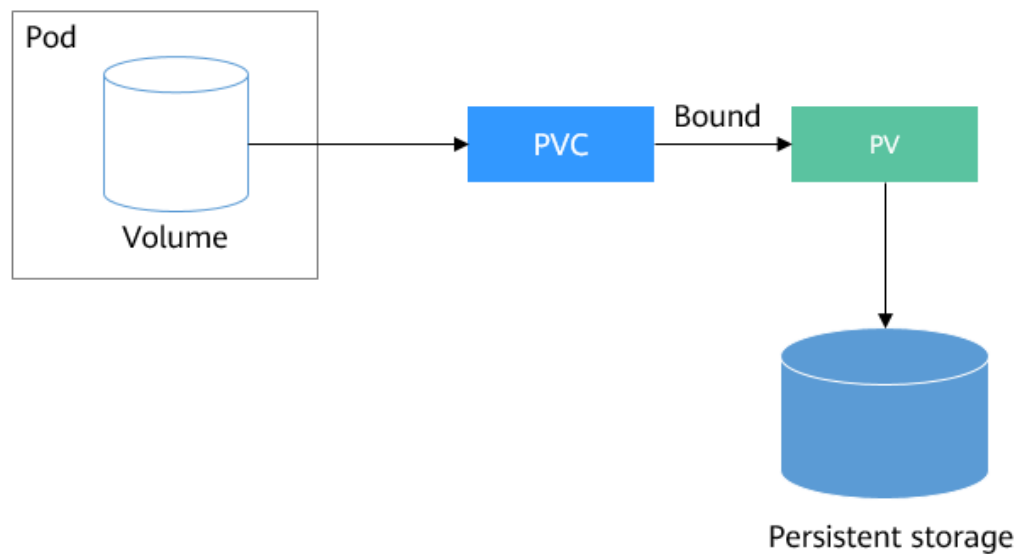 Pod
Volume
PVC
Bound
PV
Persistent storage